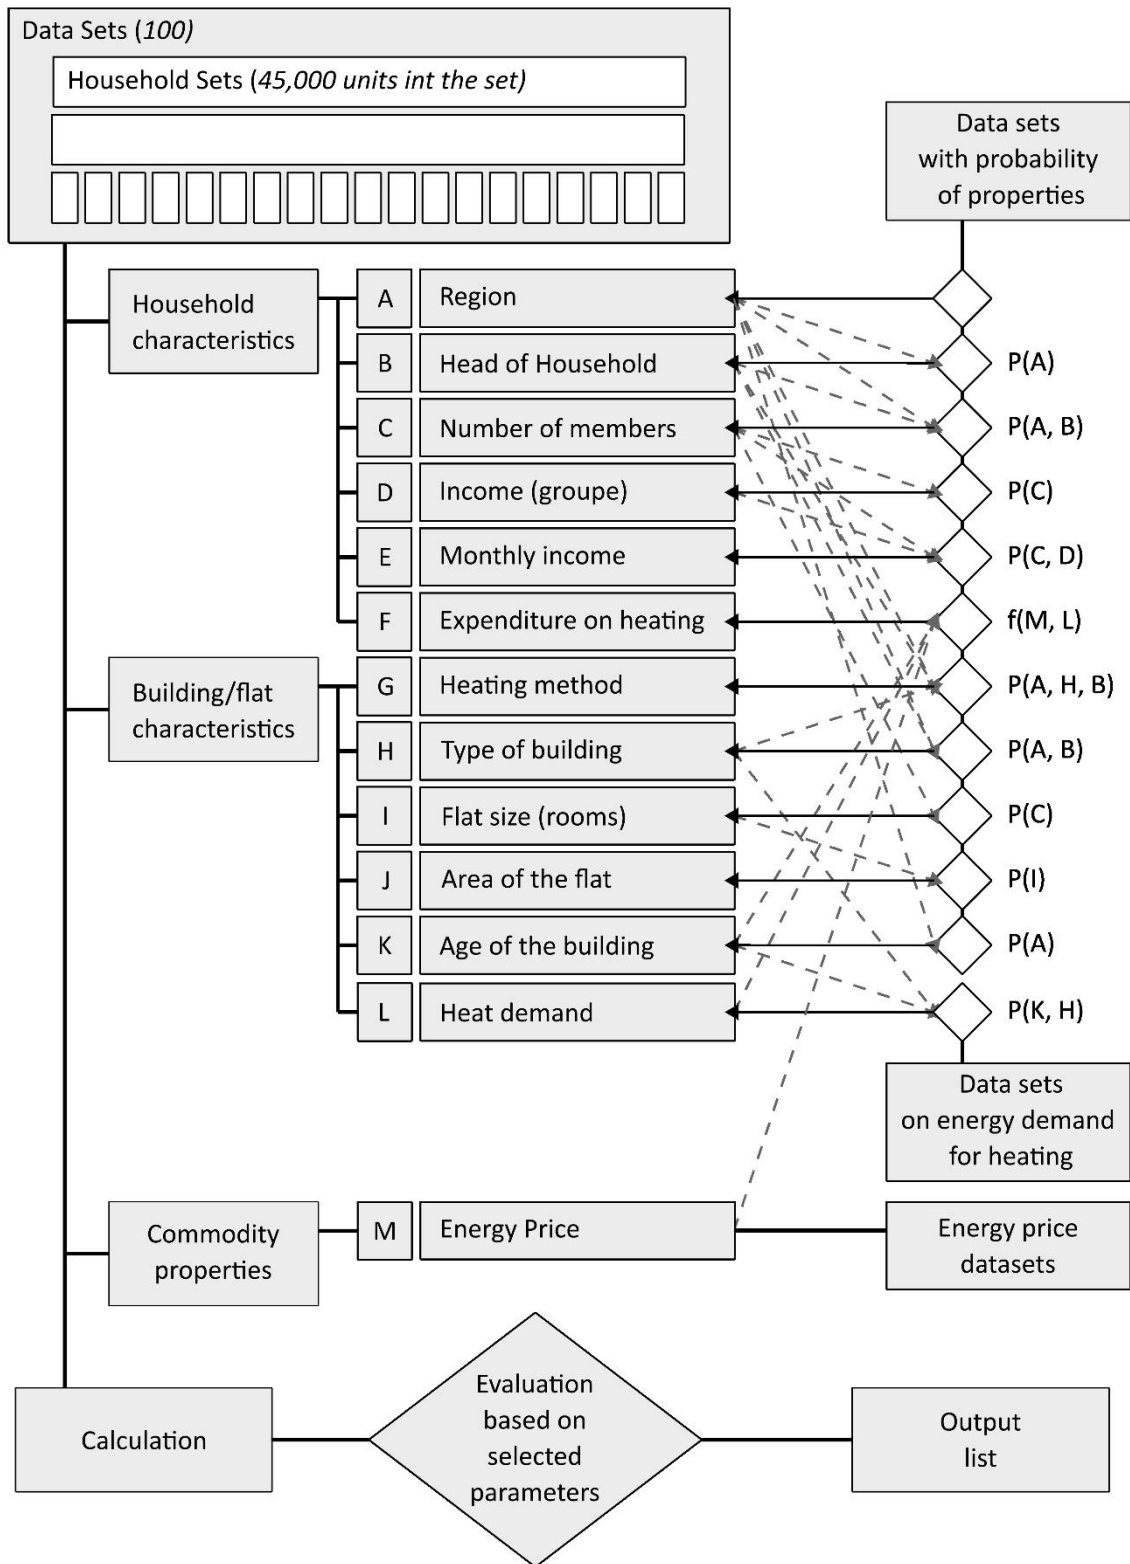 Data Sets (100)
Household Sets (45,000 units int the set)
Data sets
with probability
of properties
Household
characteristics
A
Region
B
Head of Household
P(A)
C
Number of members
P(A, B)
D
Income (groupe)
P(C)
E
Monthly income
P(C, D)
F
Expenditure on heating
f(M, L)
Building/flat
characteristics
G
Heating method
P(A, H, B)
H
Type of building
P(A, B)
I
Flat size (rooms)
P(C)
J
Area of the flat
P(I)
K
Age of the building
P(A)
L
Heat demand
P(K, H)
Data sets
on energy demand
for heating
Commodity
properties
M
Energy Price
Energy price
datasets
Calculation
Evaluation
based on
selected
parameters
Output
list